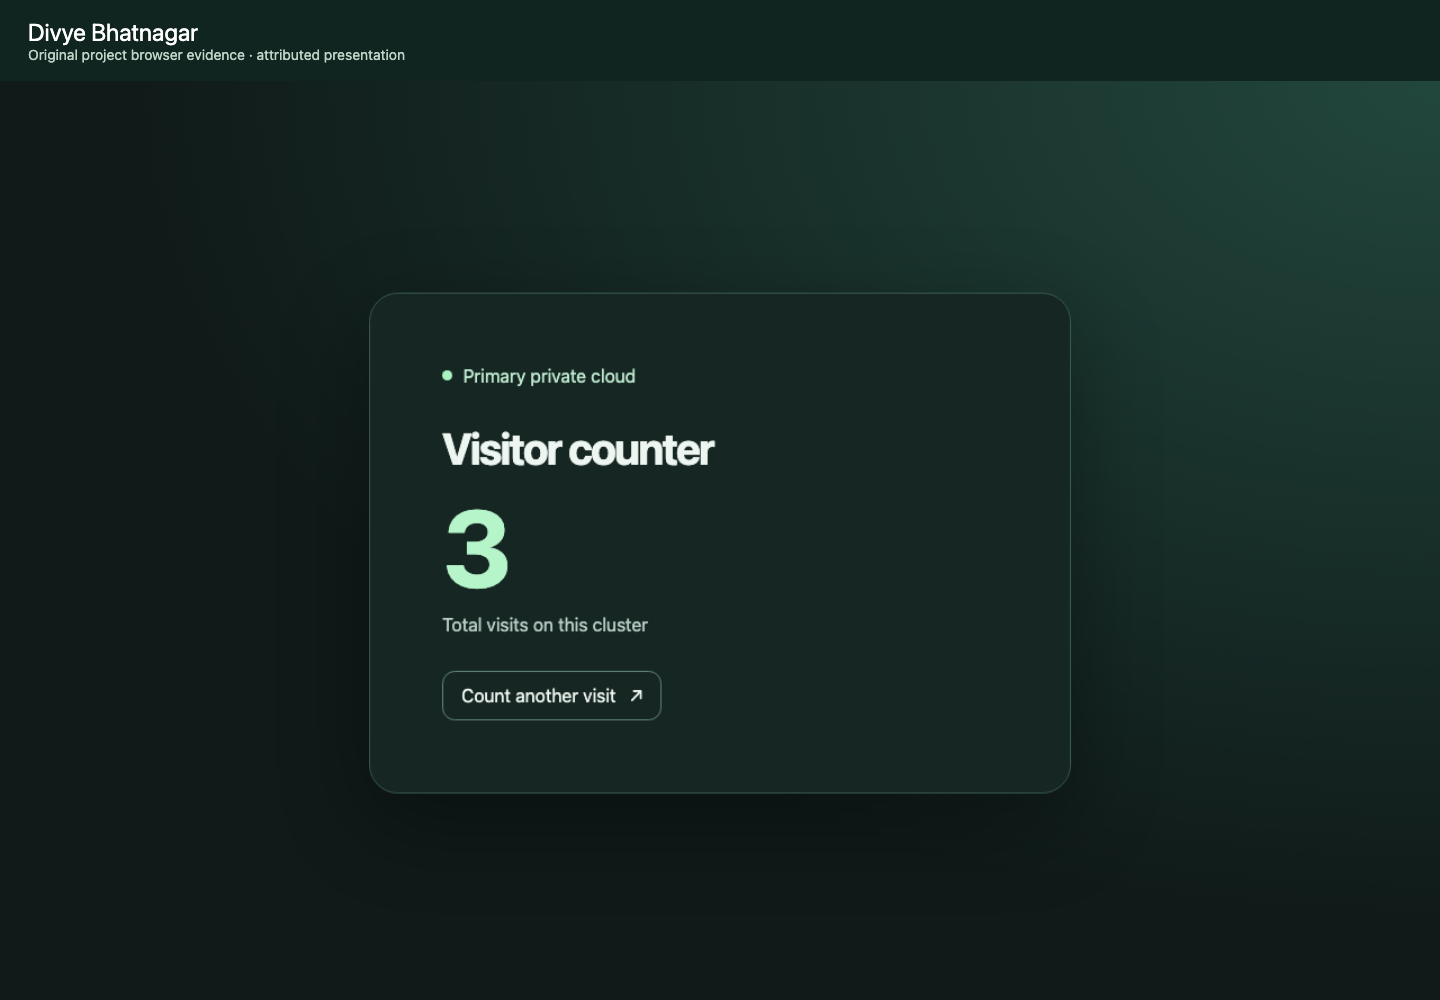 Divye Bhatnagar
Original project browser evidence · attributed presentation
Primary private cloud
Visitor counter
3
Total visits on this cluster
Count another visit ↗